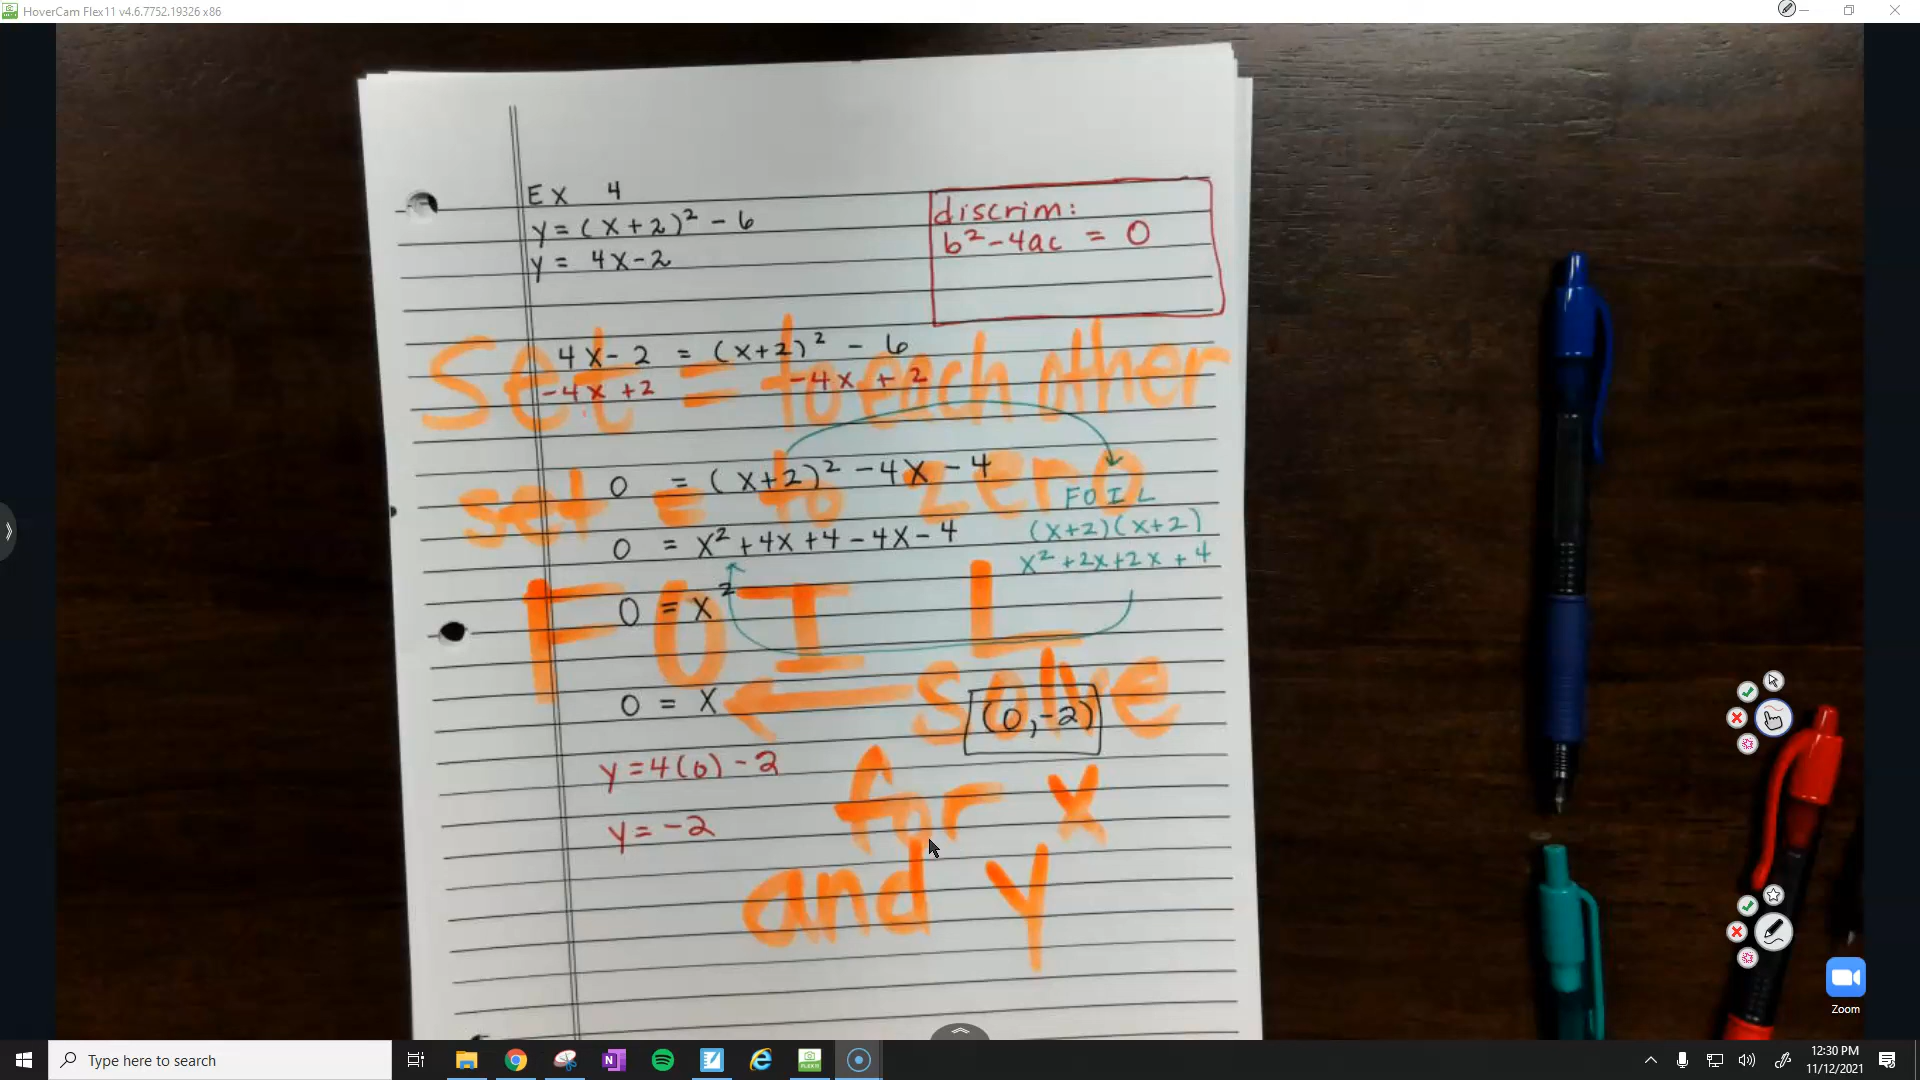 HoverCam Flex11 v4.6.7752.19326 x86
EX 4
y = (x+2)² - 6
y = 4x-2
discrim:
b²-4ac = 0
4x-2 = (x+2)² - 6
-4x +2 -4x + 2
set = to each other
0 = (x+2)² -4x -4
set = to zero
FOIL
(x+2)(x+2)
x² +2x+2x + 4
0 = x² +4x +4 -4x -4
0 = x²
FOIL
0 = x
solve
(0,-2)
y = 4(0) - 2
for x
y = -2
and y
Zoom
Type here to search
12:30 PM
11/12/2021